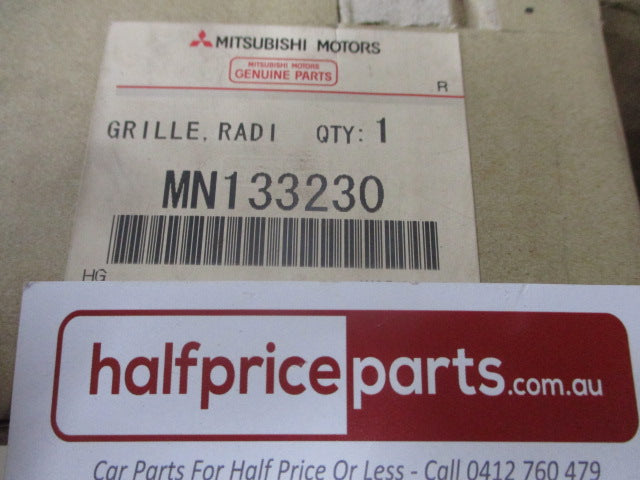 MITSUBISHI MOTORS
MITSUBISHI MOTORS
GENUINE PARTS
R
GRILLE, RADI QTY: 1
MN133230
HG
halfpriceparts.com.au
Car Parts For Half Price Or Less - Call 0412 760 479